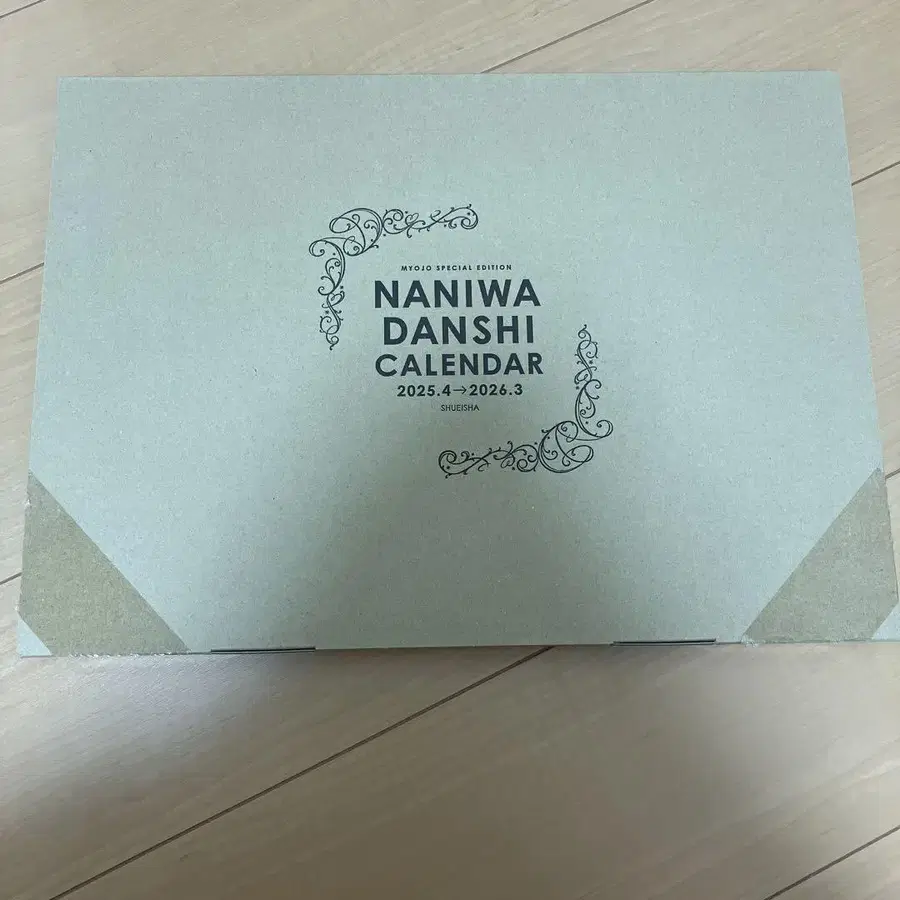 MYOJO SPECIAL EDITION
NANIWA
DANSHI
CALENDAR
2025.4→2026.3
SHUEISHA